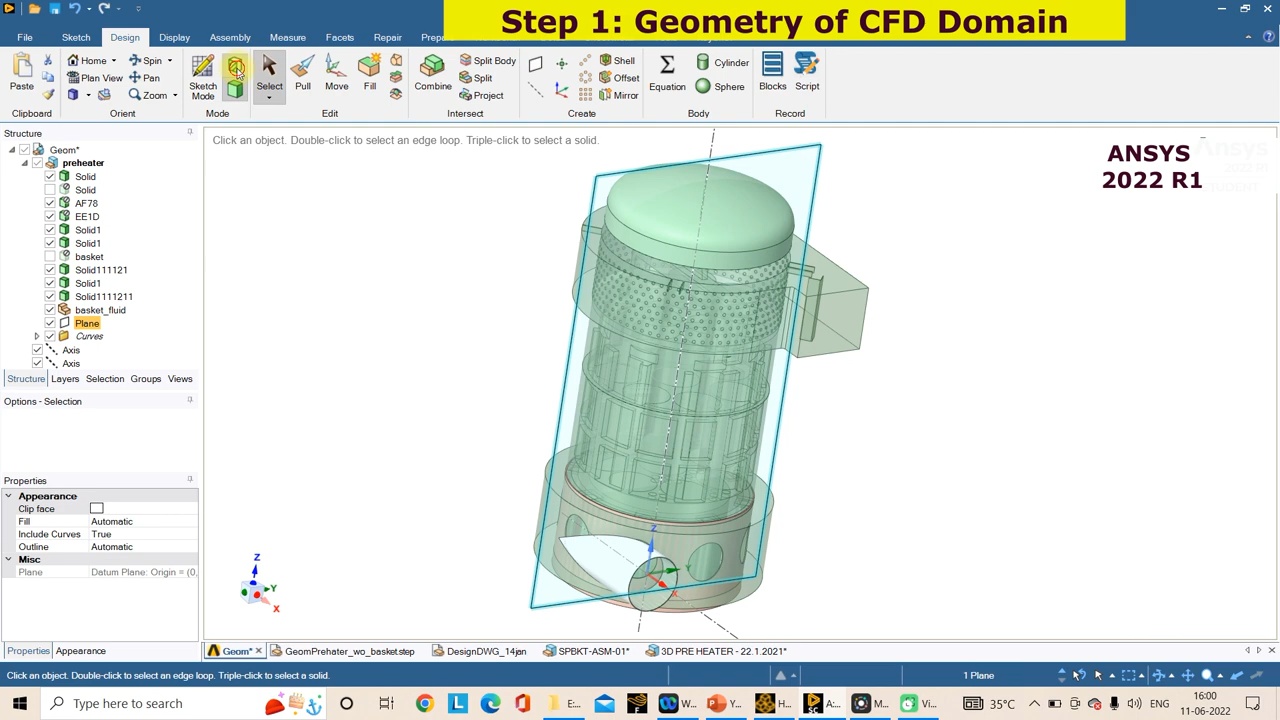 Step 1: Geometry of CFD Domain
File Sketch Design Display Assembly Measure Facets Repair Prepa
Paste
Home Spin
Plan View Pan
Zoom
Sketch Mode
Select Pull Move Fill
Combine
Split Body
Split
Project
Shell
Offset
Mirror
Equation
Cylinder
Sphere
Blocks Script
Clipboard Orient Mode Edit Intersect Create Body Record
Structure
Click an object. Double-click to select an edge loop. Triple-click to select a solid.
ANSYS
2022 R1
Geom*
preheater
Solid
Solid
AF78
EE1D
Solid1
Solid1
basket
Solid111121
Solid1
Solid1111211
basket_fluid
Plane
Curves
Axis
Axis
Structure Layers Selection Groups Views
Options - Selection
Properties
Appearance
Clip face
Fill Automatic
Include Curves True
Outline Automatic
Misc
Plane Datum Plane: Origin = (0,
Z
Y
X
Z
Y
X
Properties Appearance
Geom* GeomPrehater_wo_basket.step DesignDWG_14jan SPBKT-ASM-01* 3D PRE HEATER - 22.1.2021*
Click an object. Double-click to select an edge loop. Triple-click to select a solid. 1 Plane
Type here to search
E... W... Y... H... A... M... Vi...
35°C ENG 16:00
11-06-2022